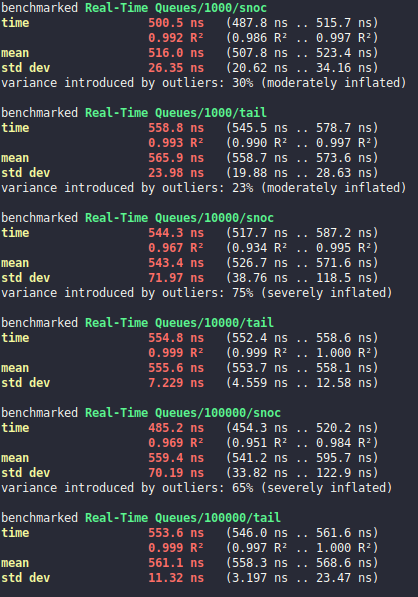 benchmarked Real-Time Queues/1000/snoc
time 500.5 ns (487.8 ns .. 515.7 ns)
0.992 R² (0.986 R² .. 0.997 R²)
mean 516.0 ns (507.8 ns .. 523.4 ns)
std dev 26.35 ns (20.62 ns .. 34.16 ns)
variance introduced by outliers: 30% (moderately inflated)
benchmarked Real-Time Queues/1000/tail
time 558.8 ns (545.5 ns .. 578.7 ns)
0.993 R² (0.990 R² .. 0.997 R²)
mean 565.9 ns (558.7 ns .. 573.6 ns)
std dev 23.98 ns (19.88 ns .. 28.63 ns)
variance introduced by outliers: 23% (moderately inflated)
benchmarked Real-Time Queues/10000/snoc
time 544.3 ns (517.7 ns .. 587.2 ns)
0.967 R² (0.934 R² .. 0.995 R²)
mean 543.4 ns (526.7 ns .. 571.6 ns)
std dev 71.97 ns (38.76 ns .. 118.5 ns)
variance introduced by outliers: 75% (severely inflated)
benchmarked Real-Time Queues/10000/tail
time 554.8 ns (552.4 ns .. 558.6 ns)
0.999 R² (0.999 R² .. 1.000 R²)
mean 555.6 ns (553.7 ns .. 558.1 ns)
std dev 7.229 ns (4.559 ns .. 12.58 ns)
benchmarked Real-Time Queues/100000/snoc
time 485.2 ns (454.3 ns .. 520.2 ns)
0.969 R² (0.951 R² .. 0.984 R²)
mean 559.4 ns (541.2 ns .. 595.7 ns)
std dev 70.19 ns (33.82 ns .. 122.9 ns)
variance introduced by outliers: 65% (severely inflated)
benchmarked Real-Time Queues/100000/tail
time 553.6 ns (546.0 ns .. 561.6 ns)
0.999 R² (0.997 R² .. 1.000 R²)
mean 561.1 ns (558.3 ns .. 568.6 ns)
std dev 11.32 ns (3.197 ns .. 23.47 ns)